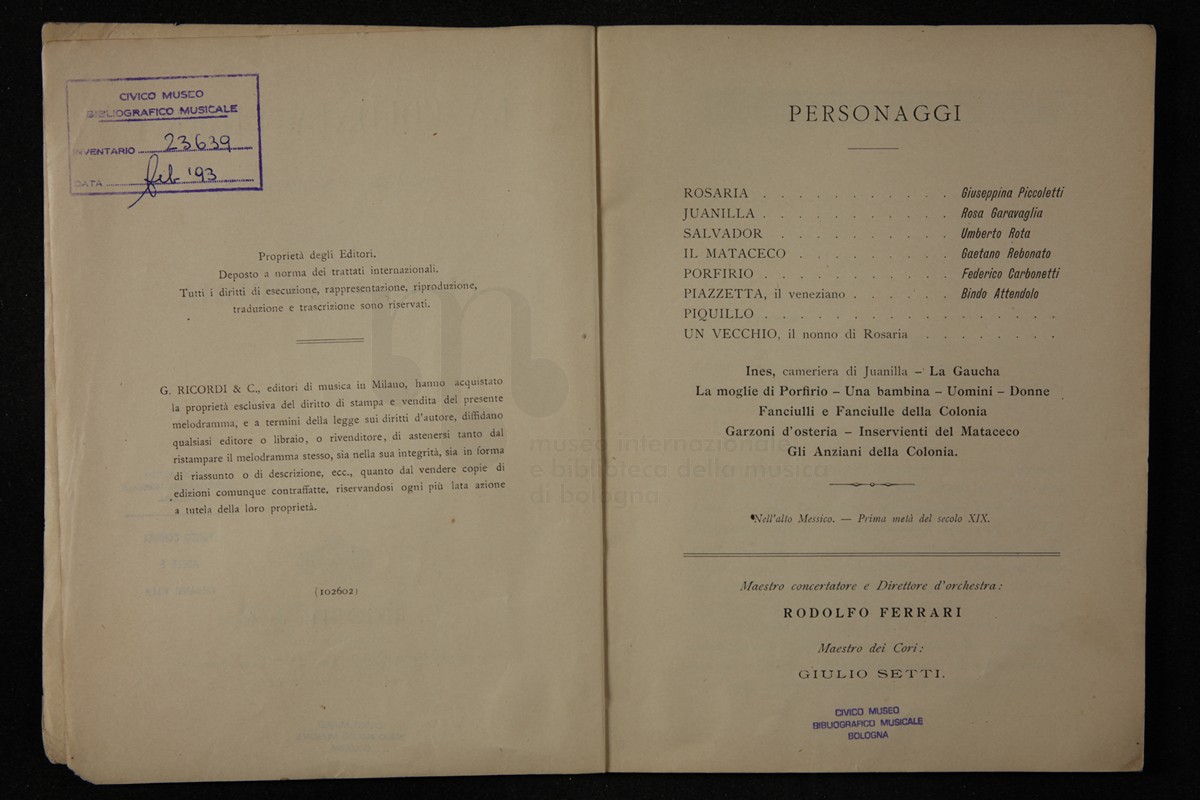 CIVICO MUSEO
BIBLIOGRAFICO MUSICALE
INVENTARIO 23639
DATA feb '93
Proprietà degli Editori.
Deposto a norma dei trattati internazionali.
Tutti i diritti di esecuzione, rappresentazione, riproduzione,
traduzione e trascrizione sono riservati.
G. RICORDI & C., editori di musica in Milano, hanno acquistato
la proprietà esclusiva del diritto di stampa e vendita del presente
melodramma, e a termini della legge sui diritti d'autore, diffidano
qualsiasi editore o libraio, o rivenditore, di astenersi tanto dal
ristampare il melodramma stesso, sia nella sua integrità, sia in forma
di riassunto o di descrizione, ecc., quanto dal vendere copie di
edizioni comunque contraffatte, riservandosi ogni più lata azione
a tutela della loro proprietà.
(102602)
PERSONAGGI
ROSARIA . . . . . . . . . . . Giuseppina Piccoletti
JUANILLA . . . . . . . . . . . Rosa Garavaglia
SALVADOR . . . . . . . . . . Umberto Rota
IL MATACECO . . . . . . . . . Gaetano Rebonato
PORFIRIO . . . . . . . . . . . Federico Carbonetti
PIAZZETTA, il veneziano . . . . . . Bindo Attendolo
PIQUILLO . . . . . . . . . . . . . . . . .
UN VECCHIO, il nonno di Rosaria . . . . . . . .
Ines, cameriera di Juanilla – La Gaucha
La moglie di Porfirio – Una bambina – Uomini – Donne
Fanciulli e Fanciulle della Colonia
Garzoni d'osteria – Inservienti del Mataceco
Gli Anziani della Colonia.
Nell'alto Messico. — Prima metà del secolo XIX.
Maestro concertatore e Direttore d'orchestra:
RODOLFO FERRARI
Maestro dei Cori:
GIULIO SETTI.
CIVICO MUSEO
BIBLIOGRAFICO MUSICALE
BOLOGNA
museo internazionale
e biblioteca della musica
di bologna